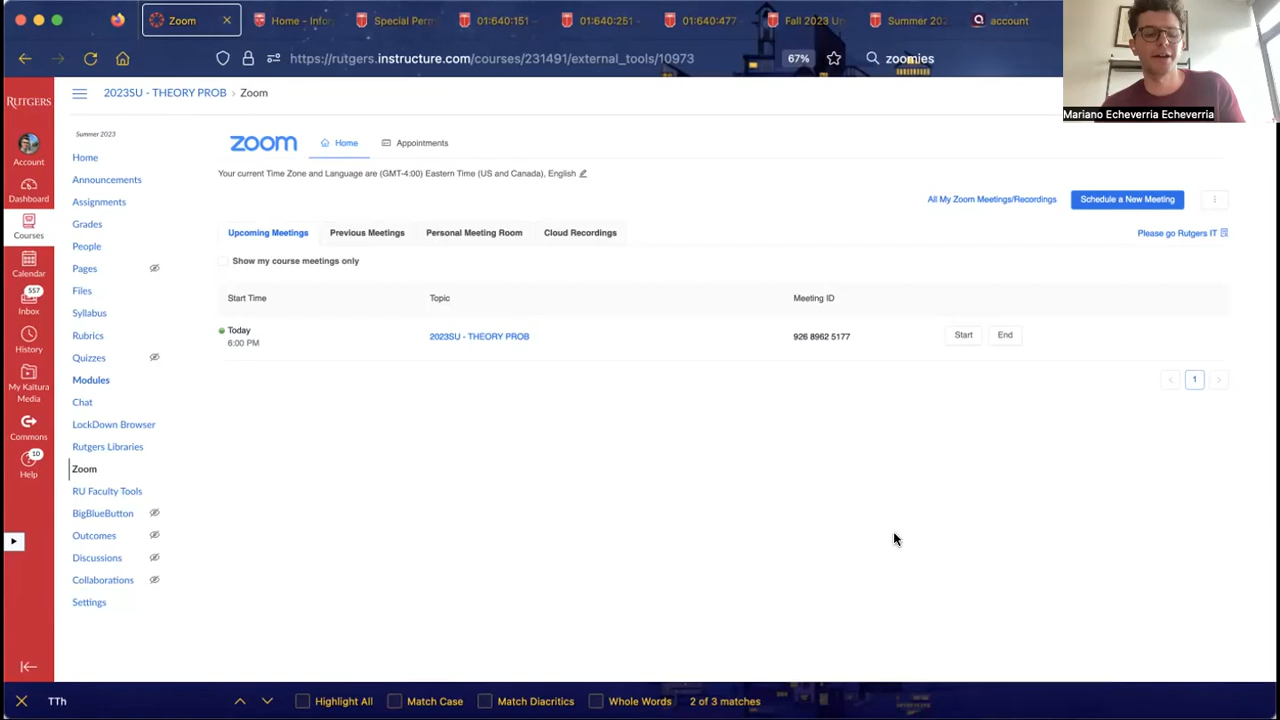 Zoom
Home - Infor
Special Perm
01:640:151
01:640:251
01:640:477
Fall 2023 Up
Summer 202
account
https://rutgers.instructure.com/courses/231491/external_tools/10973
67%
zoomies
Mariano Echeverria Echeverria
RUTGERS
Account
Dashboard
Courses
Calendar
557
Inbox
History
My Kaltura
Media
Commons
10
Help
2023SU - THEORY PROB › Zoom
Summer 2023
Home
Announcements
Assignments
Grades
People
Pages
Files
Syllabus
Rubrics
Quizzes
Modules
Chat
LockDown Browser
Rutgers Libraries
Zoom
RU Faculty Tools
BigBlueButton
Outcomes
Discussions
Collaborations
Settings
zoom
Home
Appointments
Your current Time Zone and Language are (GMT-4:00) Eastern Time (US and Canada), English
All My Zoom Meetings/Recordings
Schedule a New Meeting
Upcoming Meetings
Previous Meetings
Personal Meeting Room
Cloud Recordings
Please go Rutgers IT
Show my course meetings only
Start Time
Topic
Meeting ID
Today
6:00 PM
2023SU - THEORY PROB
926 8962 5177
Start
End
1
TTh
Highlight All
Match Case
Match Diacritics
Whole Words
2 of 3 matches